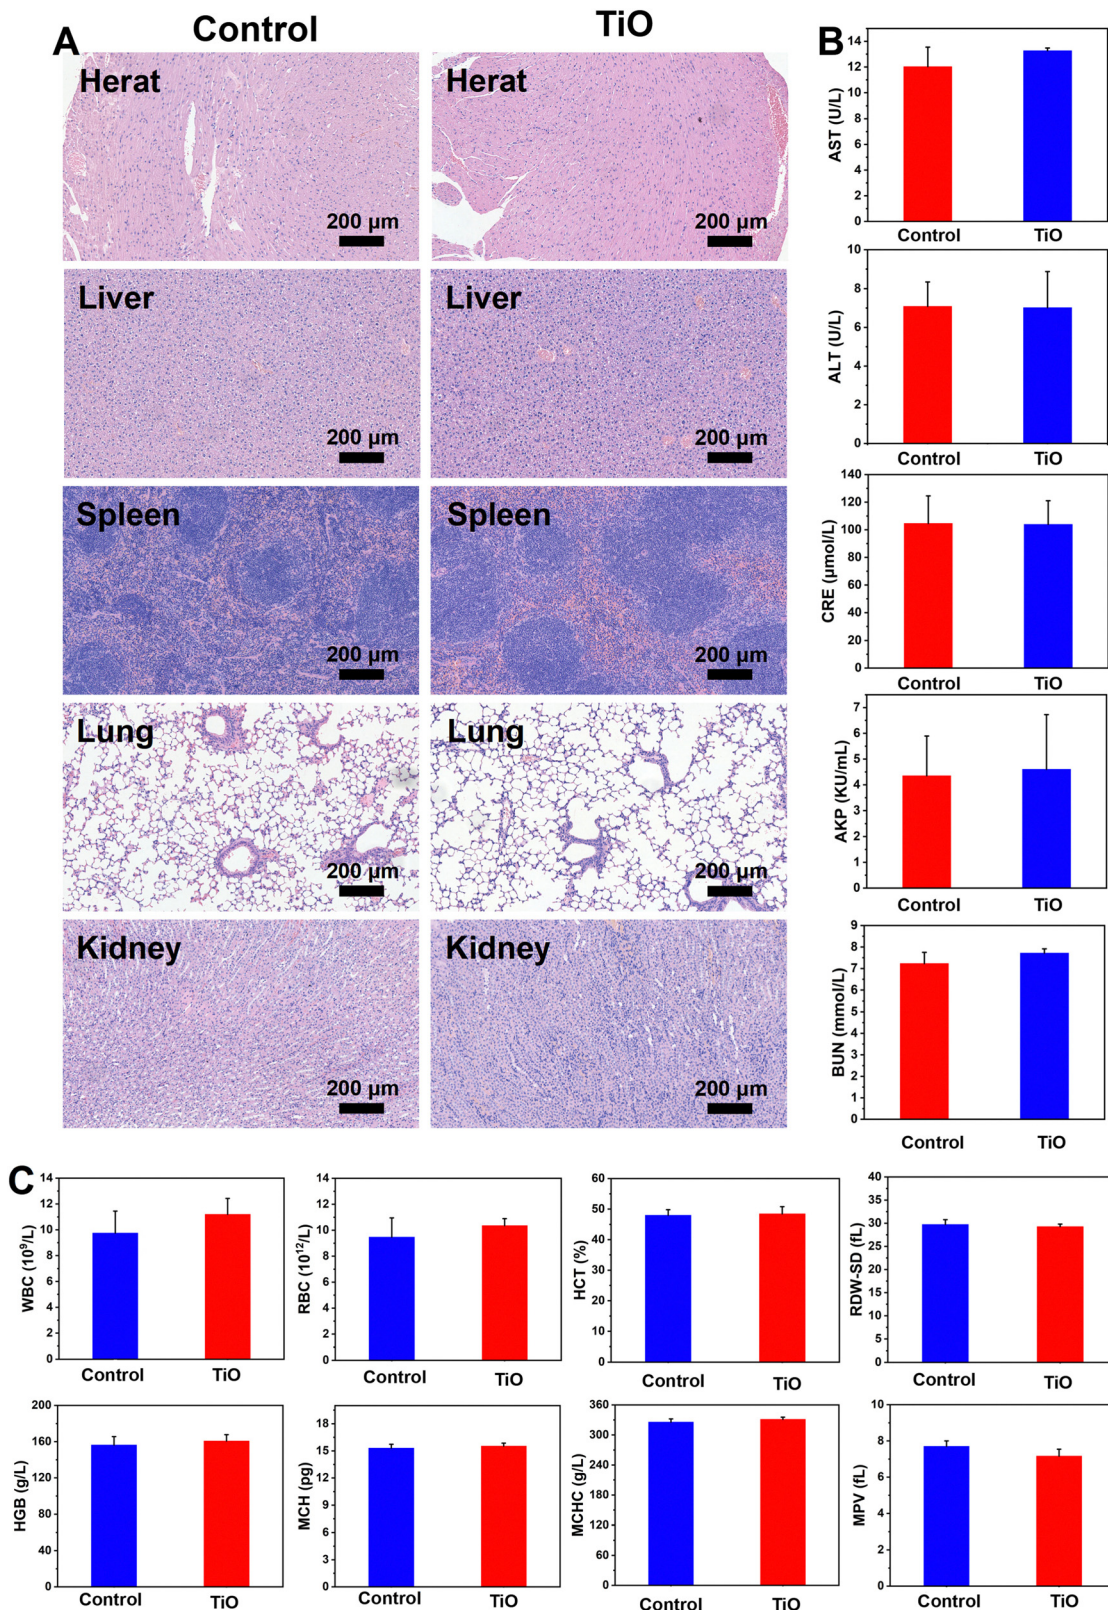 A
Control
TiO
B
Herat
200 µm
Herat
200 µm
Liver
200 µm
Liver
200 µm
Spleen
200 µm
Spleen
200 µm
Lung
200 µm
Lung
200 µm
Kidney
200 µm
Kidney
200 µm
AST (U/L)
14
12
10
8
6
4
2
0
Control
TiO
ALT (U/L)
10
8
6
4
2
0
Control
TiO
CRE (µmol/L)
140
120
100
80
60
40
20
0
Control
TiO
AKP (KU/mL)
7
6
5
4
3
2
1
0
Control
TiO
BUN (mmol/L)
9
8
7
6
5
4
3
2
1
0
Control
TiO
C
WBC (10⁹/L)
14
12
10
8
6
4
2
0
Control
TiO
RBC (10¹²/L)
14
12
10
8
6
4
2
0
Control
TiO
HCT (%)
60
50
40
30
20
10
0
Control
TiO
RDW-SD (fL)
40
35
30
25
20
15
10
5
0
Control
TiO
HGB (g/L)
200
160
120
80
40
0
Control
TiO
MCH (pg)
18
15
12
9
6
3
0
Control
TiO
MCHC (g/L)
360
300
240
180
120
60
0
Control
TiO
MPV (fL)
10
8
6
4
2
0
Control
TiO